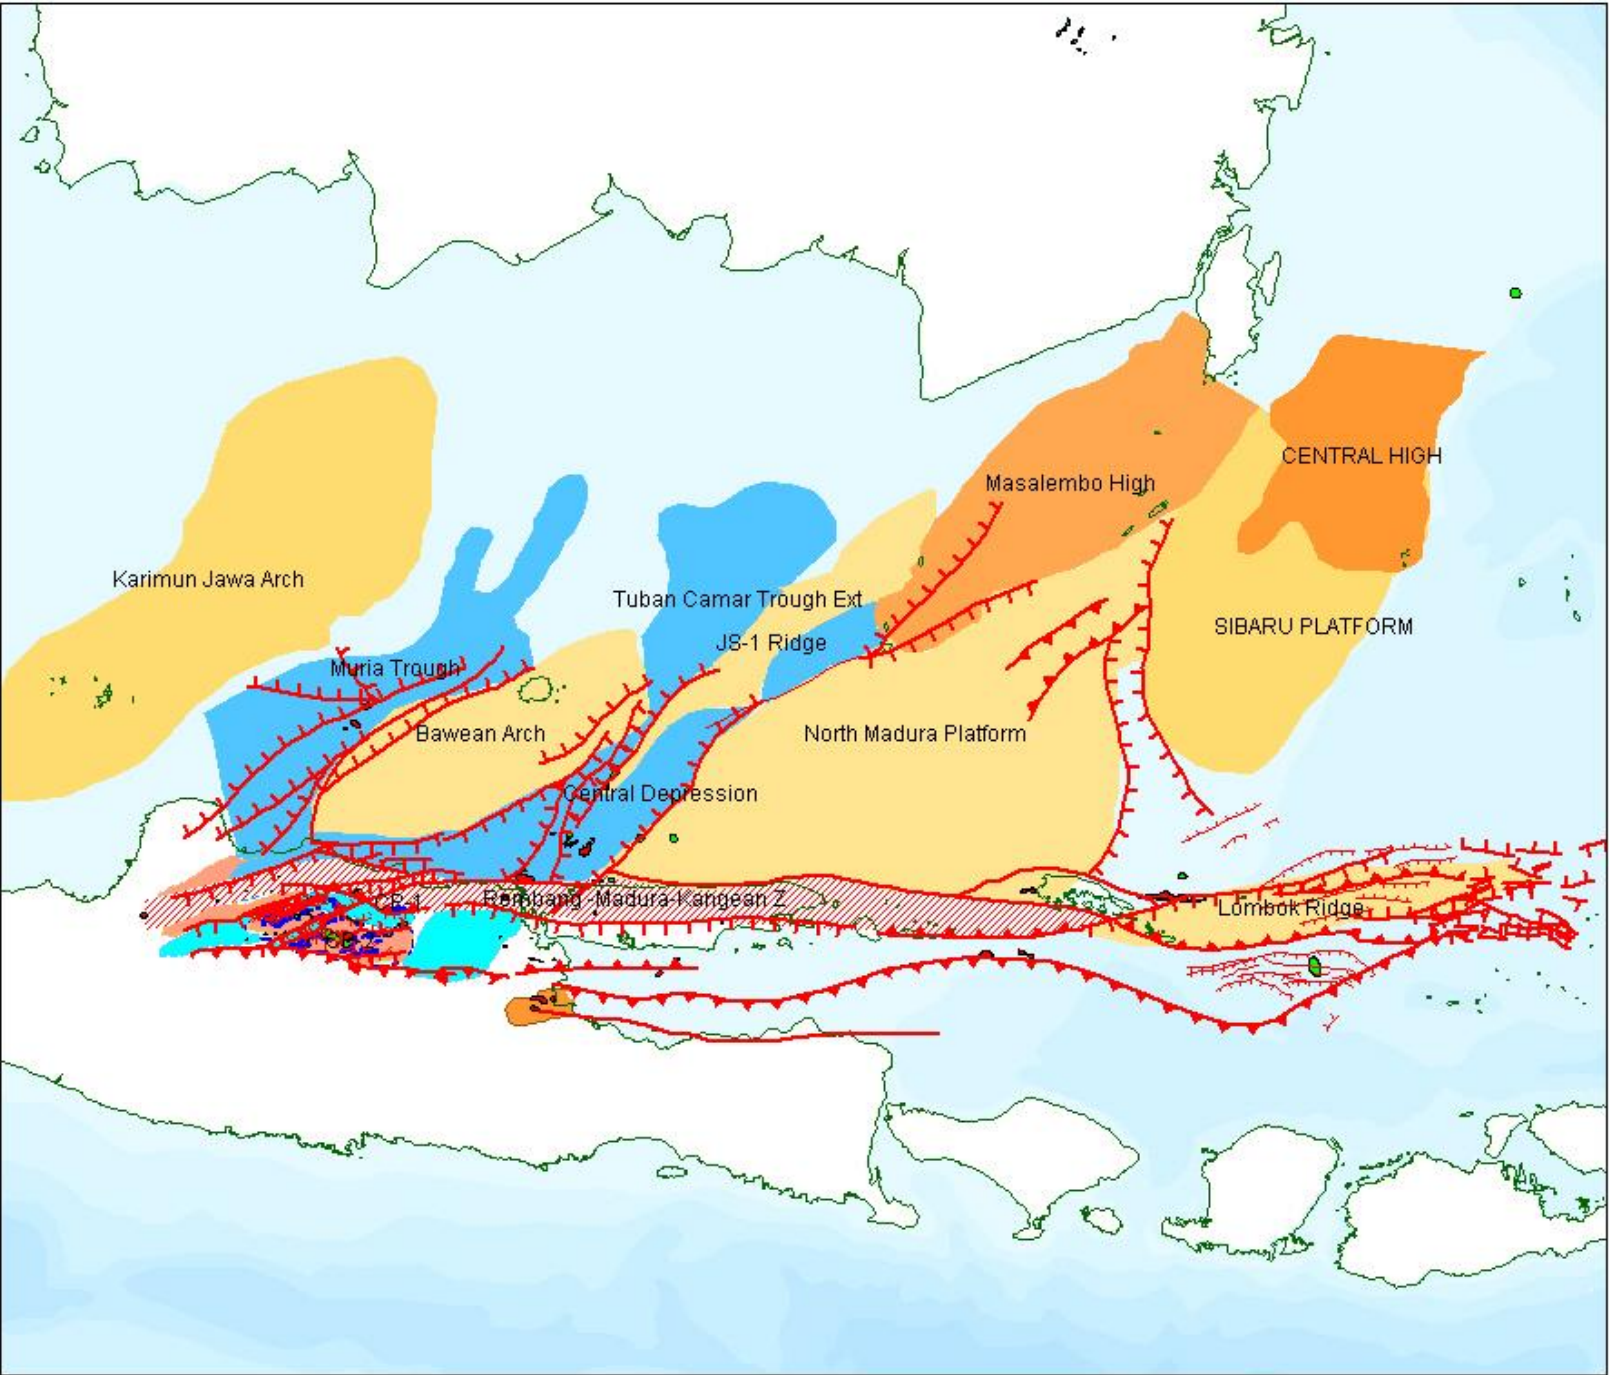 CENTRAL HIGH
Masalembo High
Karimun Jawa Arch
Tuban Camar Trough Ext
SIBARU PLATFORM
JS-1 Ridge
Muria Trough
Bawean Arch
North Madura Platform
Central Depression
Rembang -Madura-Kangean Z
Lombok Ridge